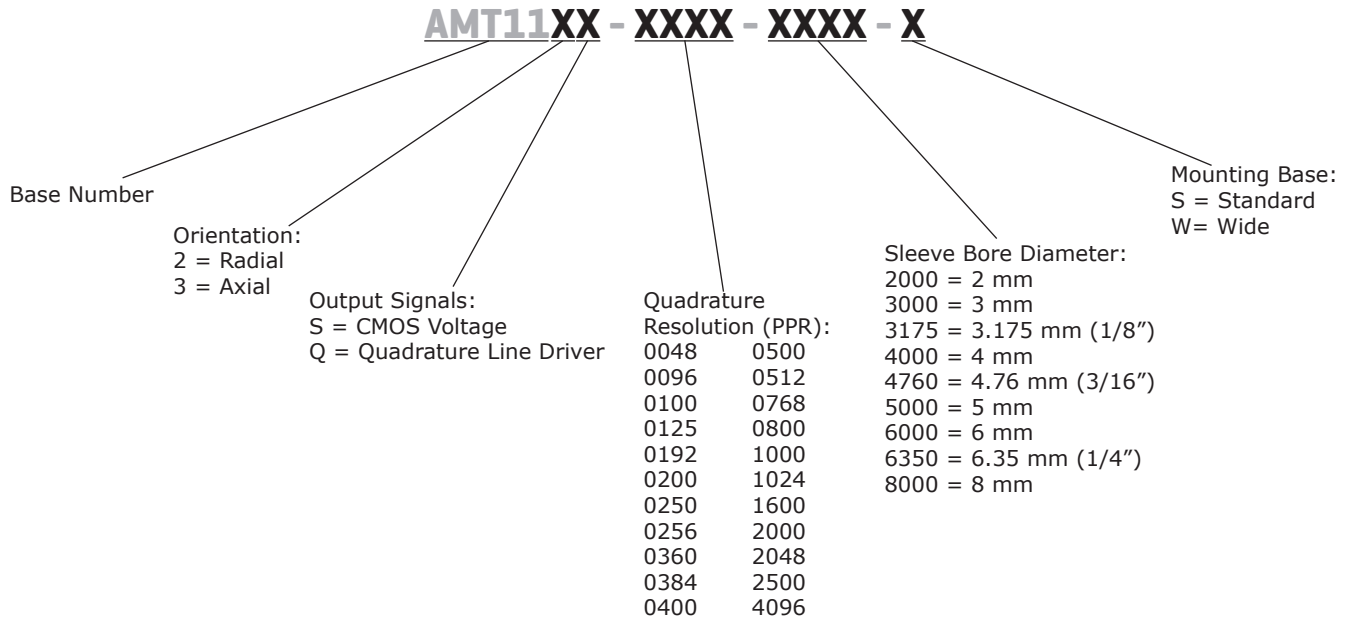 AMT11XX - XXXX - XXXX - X
Base Number
Orientation:
2 = Radial
3 = Axial
Output Signals:
S = CMOS Voltage
Q = Quadrature Line Driver
Quadrature
Resolution (PPR):
0048 0500
0096 0512
0100 0768
0125 0800
0192 1000
0200 1024
0250 1600
0256 2000
0360 2048
0384 2500
0400 4096
Sleeve Bore Diameter:
2000 = 2 mm
3000 = 3 mm
3175 = 3.175 mm (1/8″)
4000 = 4 mm
4760 = 4.76 mm (3/16″)
5000 = 5 mm
6000 = 6 mm
6350 = 6.35 mm (1/4″)
8000 = 8 mm
Mounting Base:
S = Standard
W= Wide